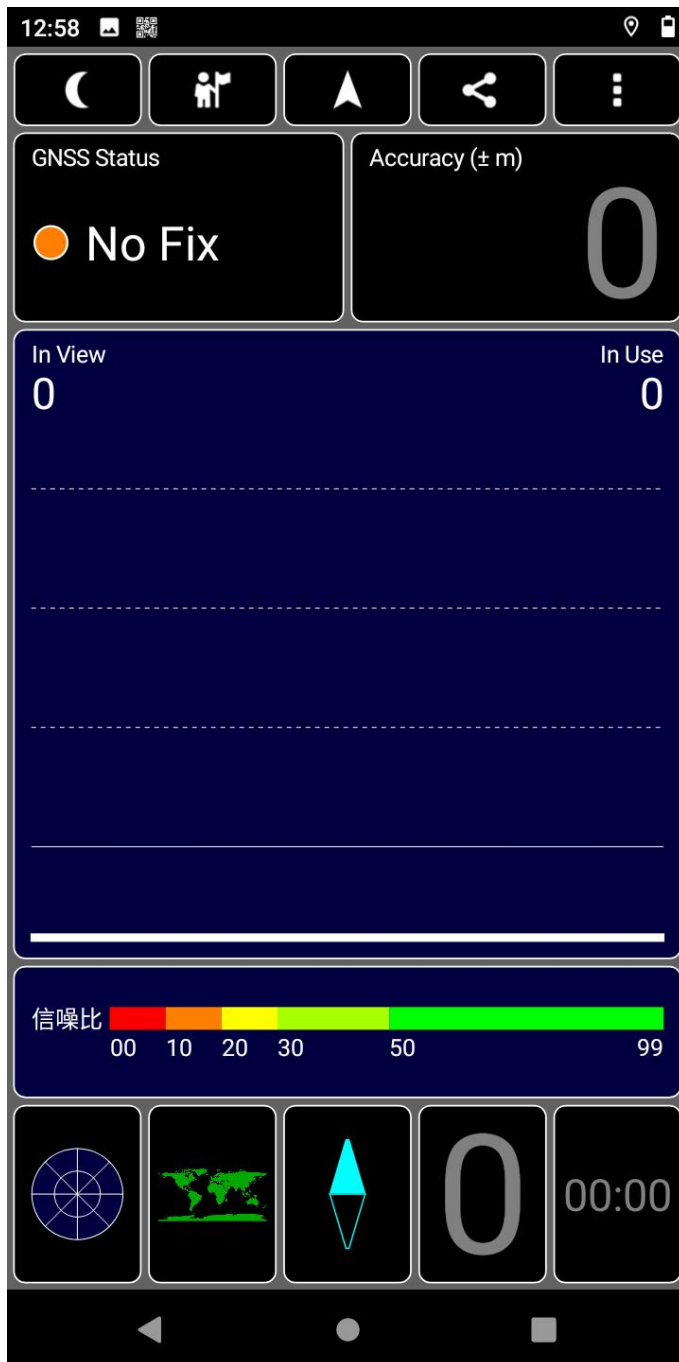 12:58
GNSS Status
Accuracy (± m)
No Fix
0
In View
In Use
0
0
信噪比
00 10 20 30 50 99
0
00:00